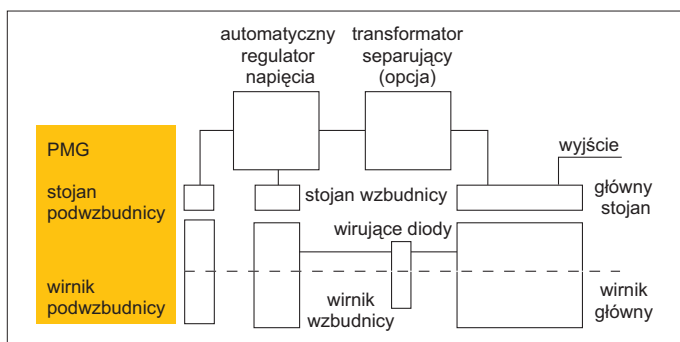 automatyczny
regulator
napięcia
transformator
separujący
(opcja)
PMG
wyjście
stojan
podwzbudnicy
stojan wzbudnicy
główny
stojan
wirujące diody
wirnik
podwzbudnicy
wirnik
wzbudnicy
wirnik
główny